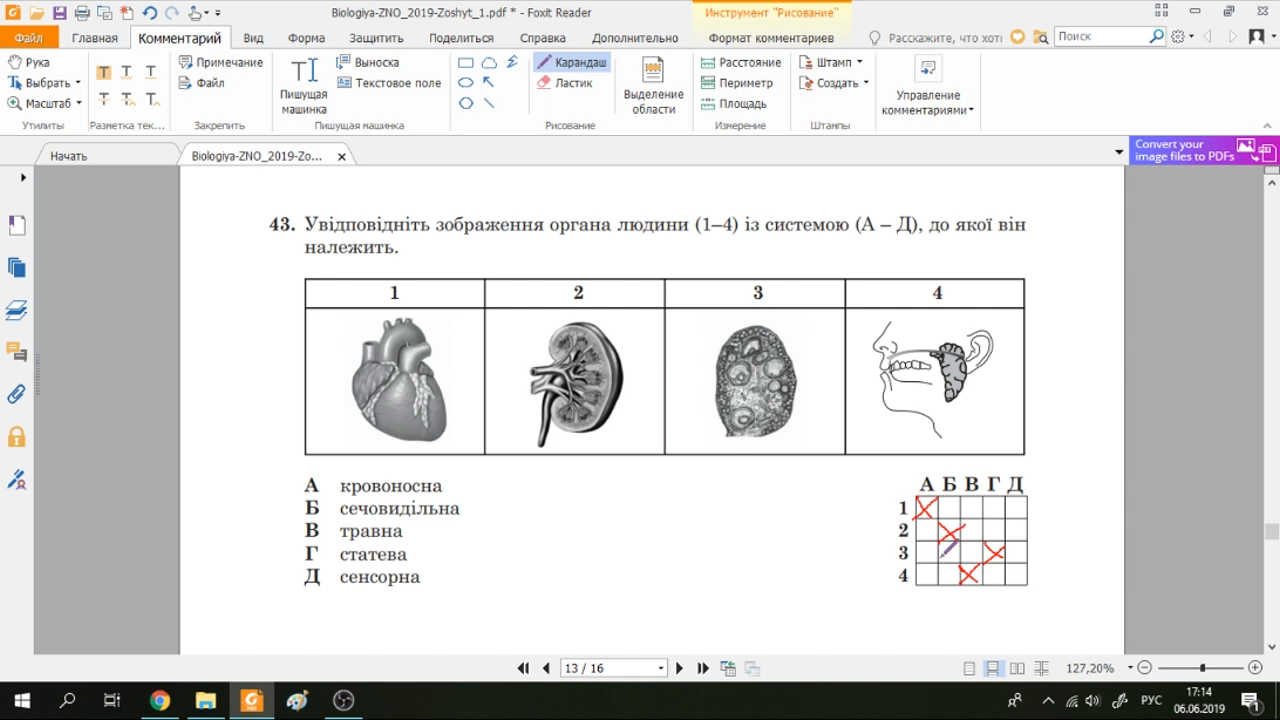 Biologiya-ZNO_2019-Zoshyt_1.pdf * - Foxit Reader
Инструмент "Рисование"
Файл
Главная
Комментарий
Вид
Форма
Защитить
Поделиться
Справка
Дополнительно
Формат комментариев
Расскажите, что хоті
Поиск
Рука
Выбрать
Масштаб
Утилиты
Разметка тек...
Примечание
Файл
Закрепить
Пишущая
машинка
Выноска
Текстовое поле
Пишущая машинка
Карандаш
Ластик
Рисование
Выделение
области
Расстояние
Периметр
Площадь
Измерение
Штамп
Создать
Штампы
Управление
комментариями
Начать
Biologiya-ZNO_2019-Zo...
Convert your
image files to PDFs
43. Увідповідніть зображення органа людини (1–4) із системою (А – Д), до якої він
належить.
1 2 3 4
А кровоносна
Б сечовидільна
В травна
Г статева
Д сенсорна
А Б В Г Д
1
2
3
4
13 / 16
127,20%
РУС
17:14
06.06.2019
1